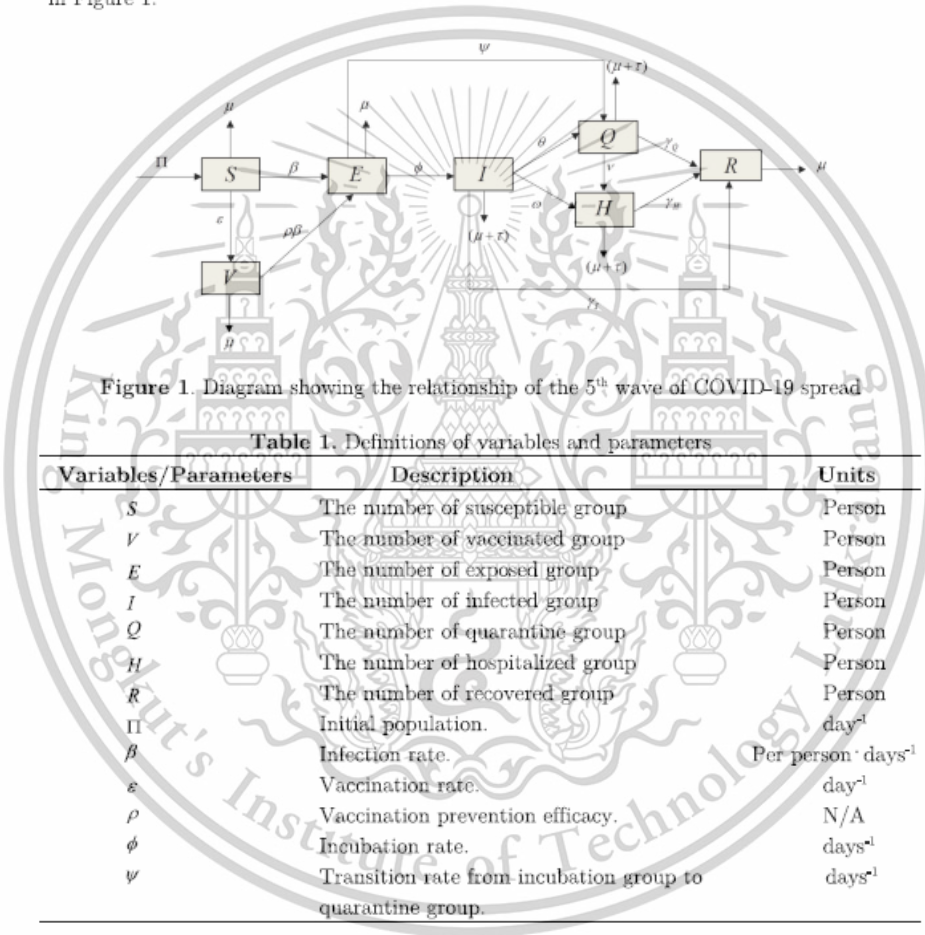 in Figure 1.
ψ
(μ+τ)
μ
μ
Q
θ
γ_Q
Π
S
β
E
ϕ
I
ν
R
μ
ε
ρβ
ω
H
γ_H
(μ+τ)
V
(μ+τ)
γ_I
μ
Figure 1. Diagram showing the relationship of the 5th wave of COVID-19 spread
Table 1. Definitions of variables and parameters
Variables/Parameters Description Units
S The number of susceptible group Person
V The number of vaccinated group Person
E The number of exposed group Person
I The number of infected group Person
Q The number of quarantine group Person
H The number of hospitalized group Person
R The number of recovered group Person
Π Initial population. day-1
β Infection rate. Per person · days-1
ε Vaccination rate. day-1
ρ Vaccination prevention efficacy. N/A
ϕ Incubation rate. days-1
ψ Transition rate from incubation group to days-1
quarantine group.
King Mongkut's Institute of Technology